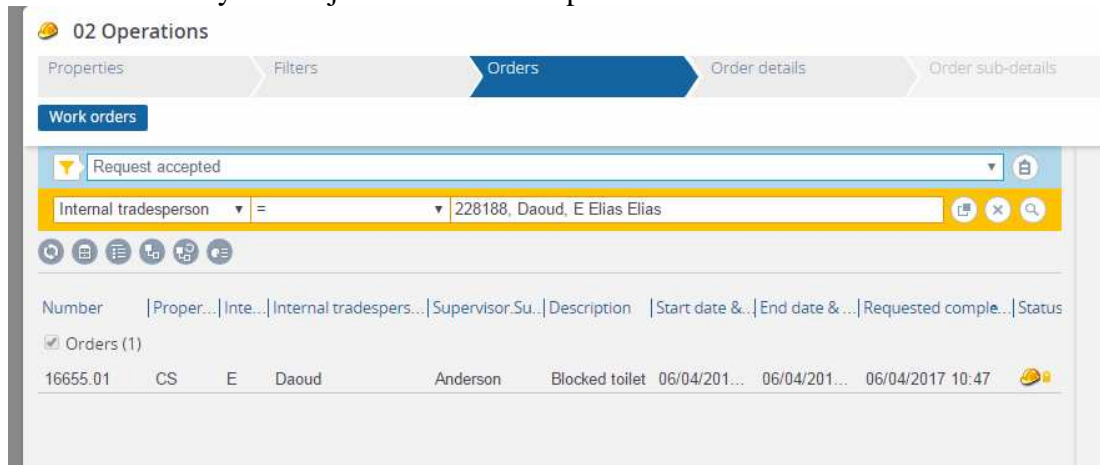 02 Operations
Properties Filters Orders Order details Order sub-details
Work orders
Request accepted
Internal tradesperson = 228188, Daoud, E Elias Elias
Number Proper... Inte... Internal tradespers... Supervisor.Su... Description Start date &... End date & ... Requested comple... Status
Orders (1)
16655.01 CS E Daoud Anderson Blocked toilet 06/04/201... 06/04/201... 06/04/2017 10:47